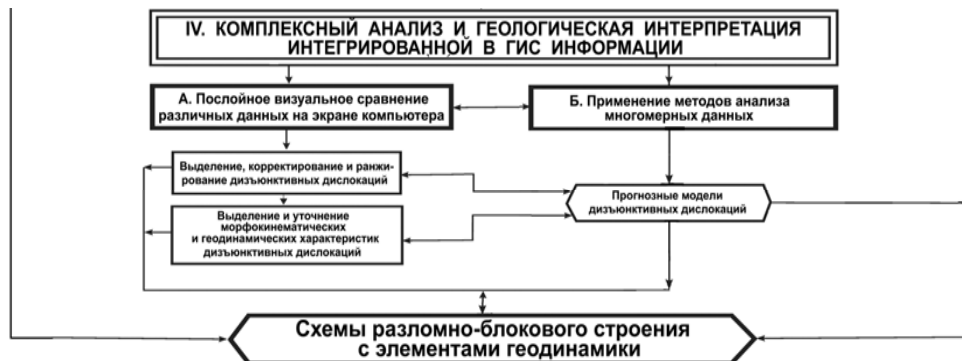 IV. КОМПЛЕКСНЫЙ АНАЛИЗ И ГЕОЛОГИЧЕСКАЯ ИНТЕРПРЕТАЦИЯ
ИНТЕГРИРОВАННОЙ В ГИС ИНФОРМАЦИИ
А. Послойное визуальное сравнение
различных данных на экране компьютера
Б. Применение методов анализа
многомерных данных
Выделение, корректирование и ранжи-
рование дизъюнктивных дислокаций
Прогнозные модели
дизъюнктивных дислокаций
Выделение и уточнение
морфокинематических
и геодинамических характеристик
дизъюнктивных дислокаций
Схемы разломно-блокового строения
с элементами геодинамики